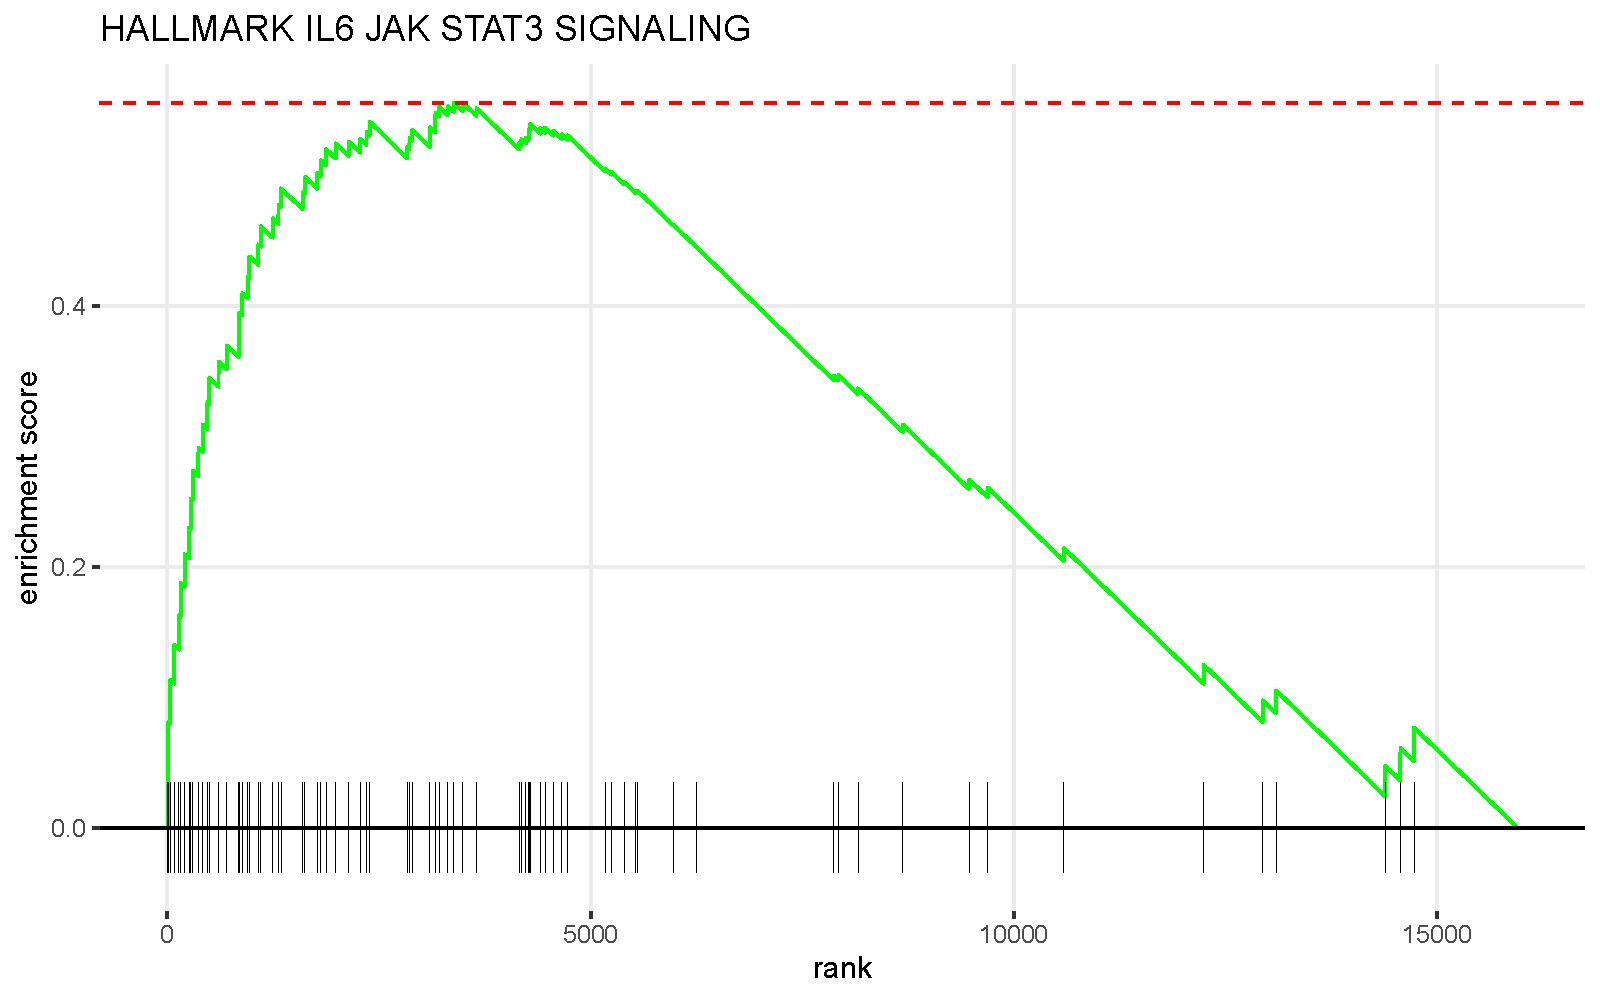 HALLMARK IL6 JAK STAT3 SIGNALING
enrichment score
0.4
0.2
0.0
0
5000
10000
15000
rank